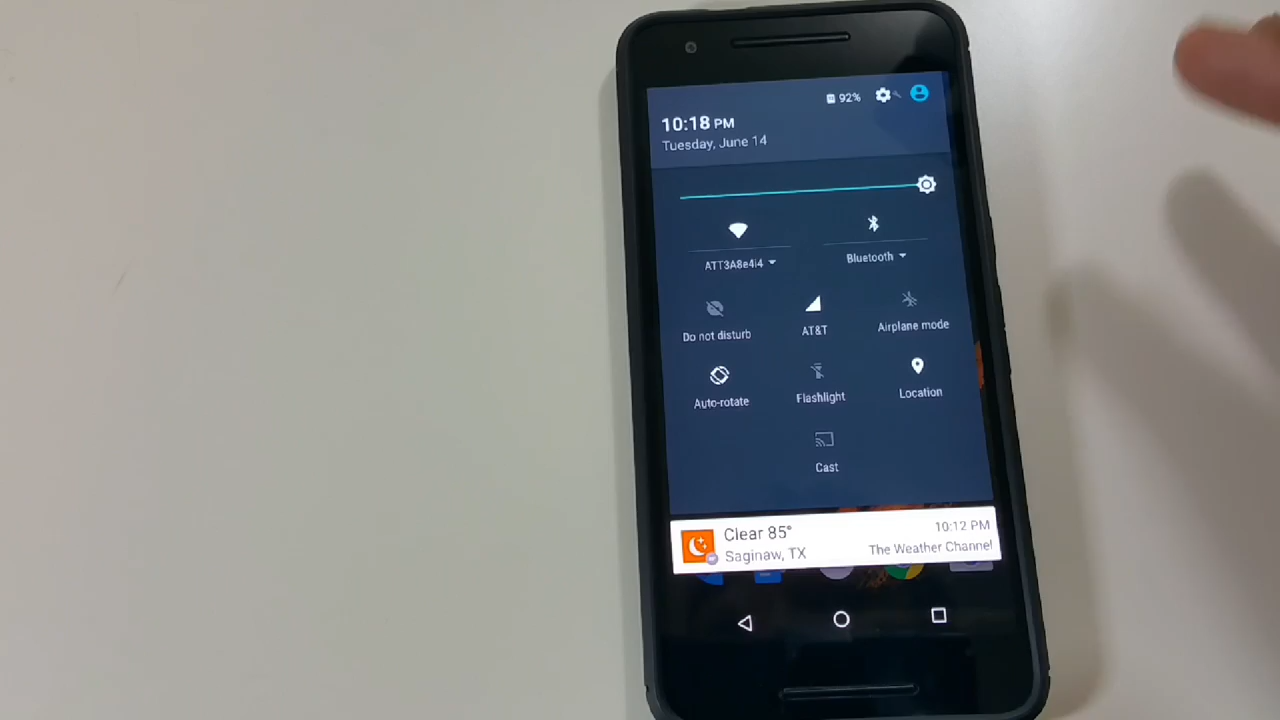 92%
10:18 PM
Tuesday, June 14
ATT3A8e4i4
Bluetooth
Do not disturb
AT&T
Airplane mode
Auto-rotate
Flashlight
Location
Cast
Clear 85°
10:12 PM
Saginaw, TX
The Weather Channel